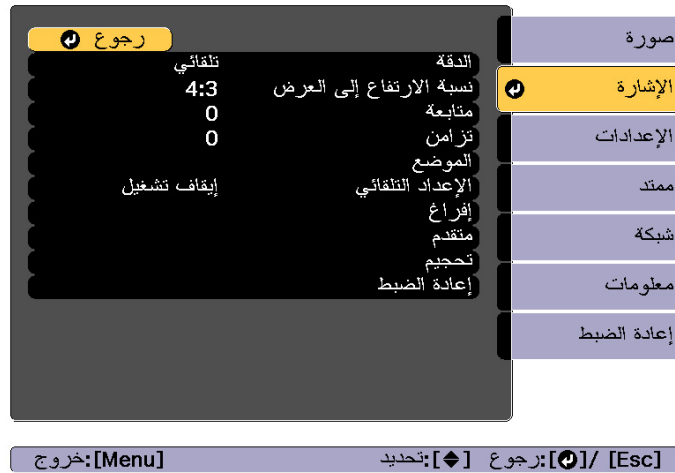 رجوع
الدقة تلقائي
نسبة الارتفاع إلى العرض 4:3
متابعة 0
تزامن 0
الموضع
الإعداد التلقائي إيقاف تشغيل
إفراغ
متقدم
تحجيم
إعادة الضبط
صورة
الإشارة
الإعدادات
ممتد
شبكة
معلومات
إعادة الضبط
[Esc] /[⏎]:رجوع [◆]:تحديد [Menu]:خروج